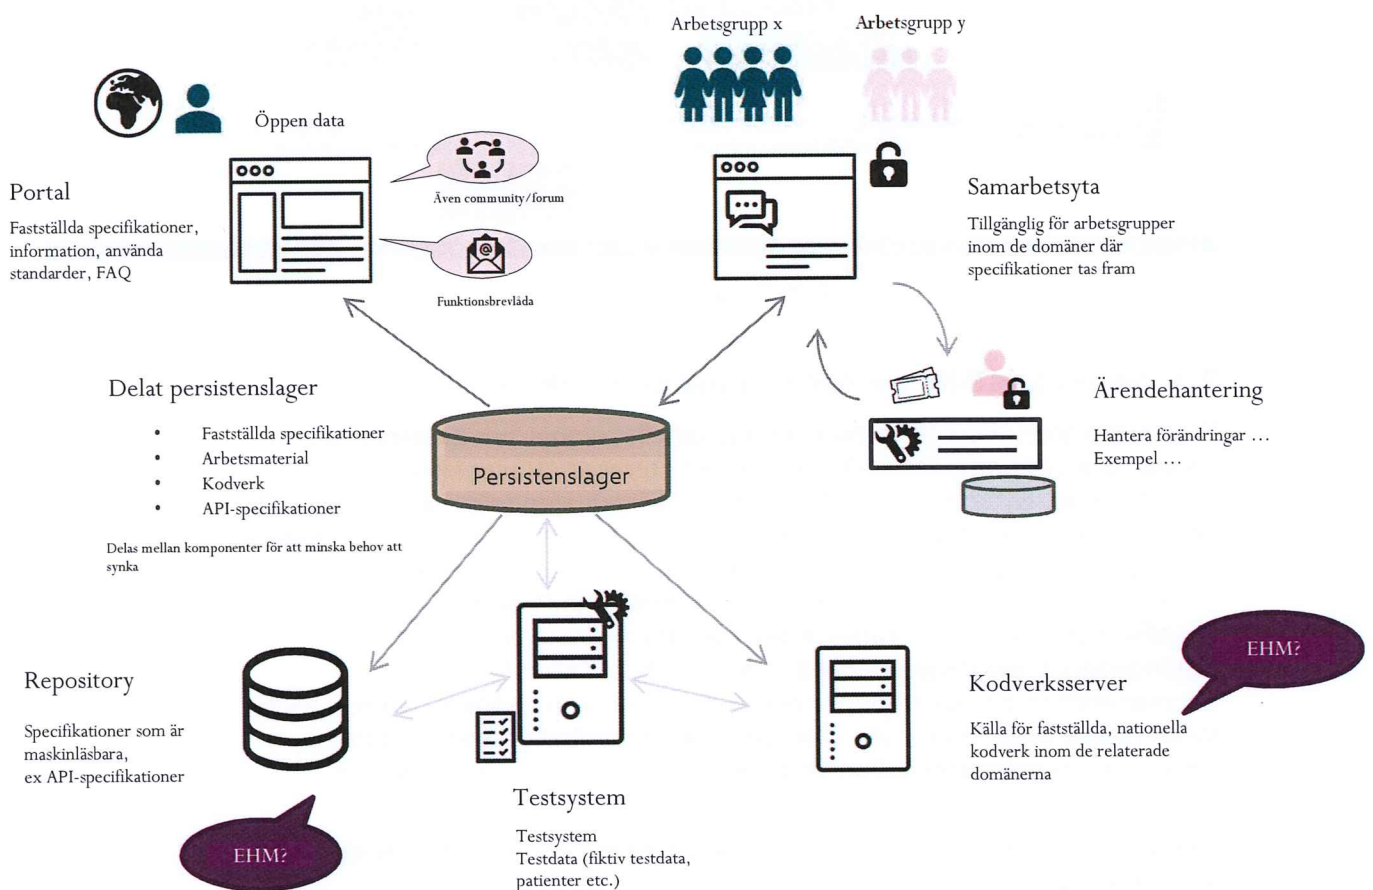 Arbetsgrupp x
Arbetsgrupp y
Öppen data
Portal
Fastställda specifikationer,
information, använda
standarder, FAQ
Även community/forum
Funktionsbrevlåda
Samarbetsyta
Tillgänglig för arbetsgrupper
inom de domäner där
specifikationer tas fram
Delat persistenslager
• Fastställda specifikationer
• Arbetsmaterial
• Kodverk
• API-specifikationer
Delas mellan komponenter för att minska behov att
synka
Persistenslager
Ärendehantering
Hantera förändringar …
Exempel …
Repository
Specifikationer som är
maskinläsbara,
ex API-specifikationer
EHM?
Testsystem
Testsystem
Testdata (fiktiv testdata,
patienter etc.)
Kodverksserver
Källa för fastställda, nationella
kodverk inom de relaterade
domänerna
EHM?